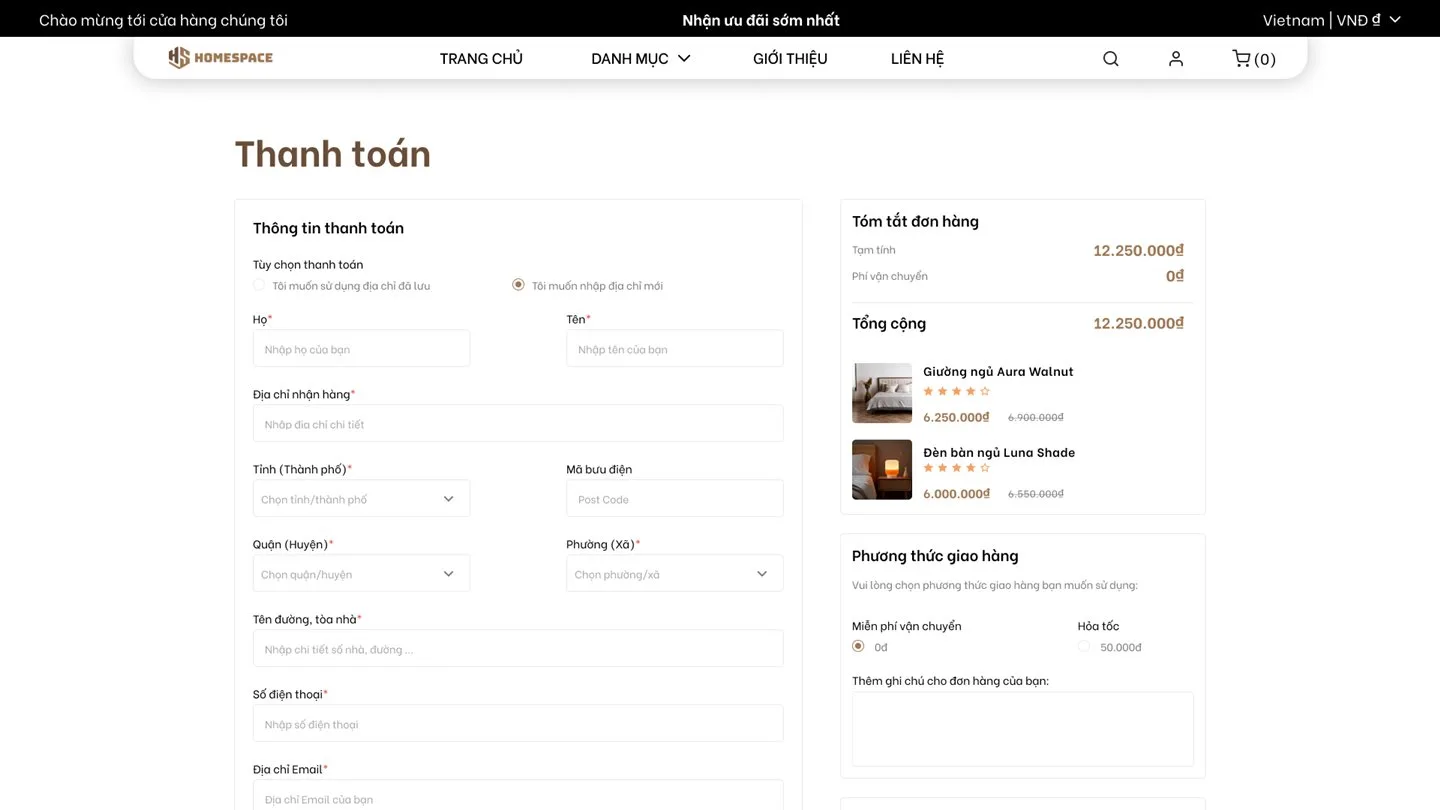 Chào mừng tới cửa hàng chúng tôi
Nhận ưu đãi sớm nhất
Vietnam | VNĐ ₫
HOMESPACE
TRANG CHỦ
DANH MỤC
GIỚI THIỆU
LIÊN HỆ
(0)
Thanh toán
Thông tin thanh toán
Tùy chọn thanh toán
Tôi muốn sử dụng địa chỉ đã lưu
Tôi muốn nhập địa chỉ mới
Họ*
Tên*
Nhập họ của bạn
Nhập tên của bạn
Địa chỉ nhận hàng*
Nhập địa chỉ chi tiết
Tỉnh (Thành phố)*
Mã bưu điện
Chọn tỉnh/thành phố
Post Code
Quận (Huyện)*
Phường (Xã)*
Chọn quận/huyện
Chọn phường/xã
Tên đường, tòa nhà*
Nhập chi tiết số nhà, đường ...
Số điện thoại*
Nhập số điện thoại
Địa chỉ Email*
Địa chỉ Email của bạn
Tóm tắt đơn hàng
Tạm tính 12.250.000₫
Phí vận chuyển 0₫
Tổng cộng 12.250.000₫
Giường ngủ Aura Walnut
6.250.000₫ 6.900.000₫
Đèn bàn ngủ Luna Shade
6.000.000₫ 6.550.000₫
Phương thức giao hàng
Vui lòng chọn phương thức giao hàng bạn muốn sử dụng:
Miễn phí vận chuyển
Hỏa tốc
0đ
50.000đ
Thêm ghi chú cho đơn hàng của bạn: